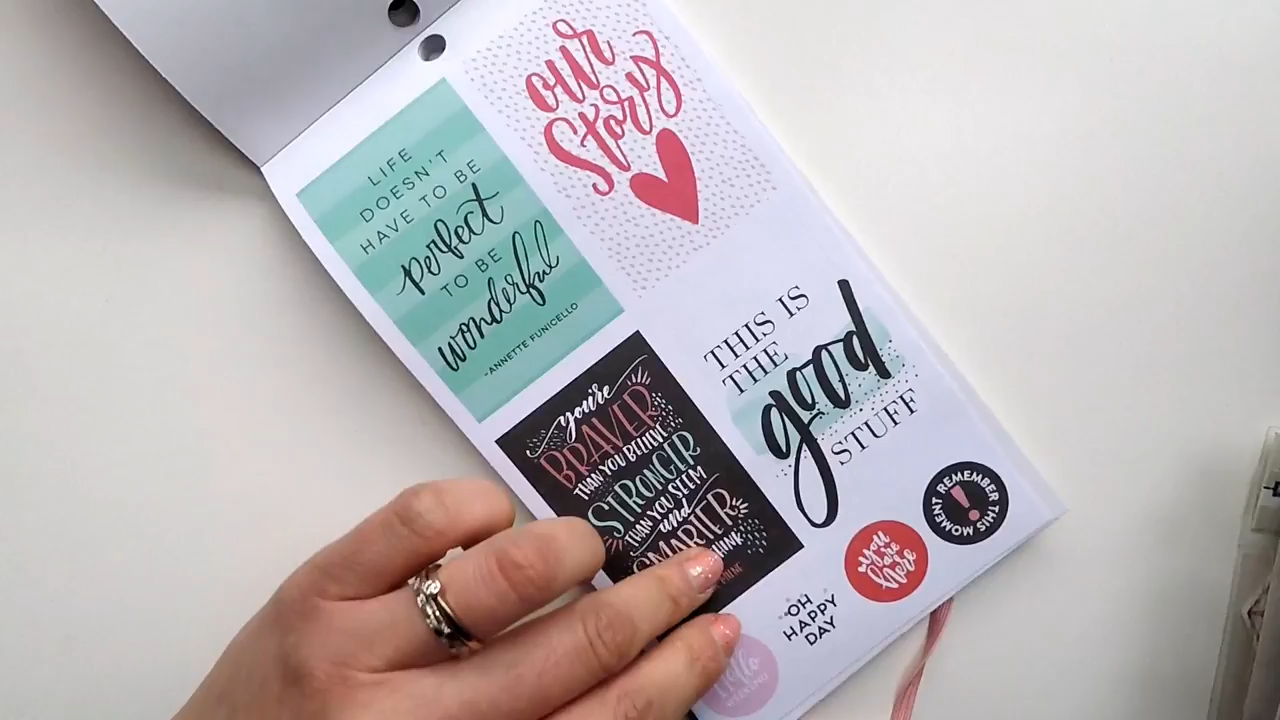 our
Story
LIFE
DOESN'T
HAVE TO BE
perfect
TO BE
wonderful
-ANNETTE FUNICELLO
THIS IS
THE
good
STUFF
you're
BRAVER
THAN YOU BELIEVE,
STRONGER
THAN YOU SEEM
and
SMARTER
THINK
REMEMBER THIS MOMENT
!
you
are
here
OH
HAPPY
DAY
Hello
WEEKEND